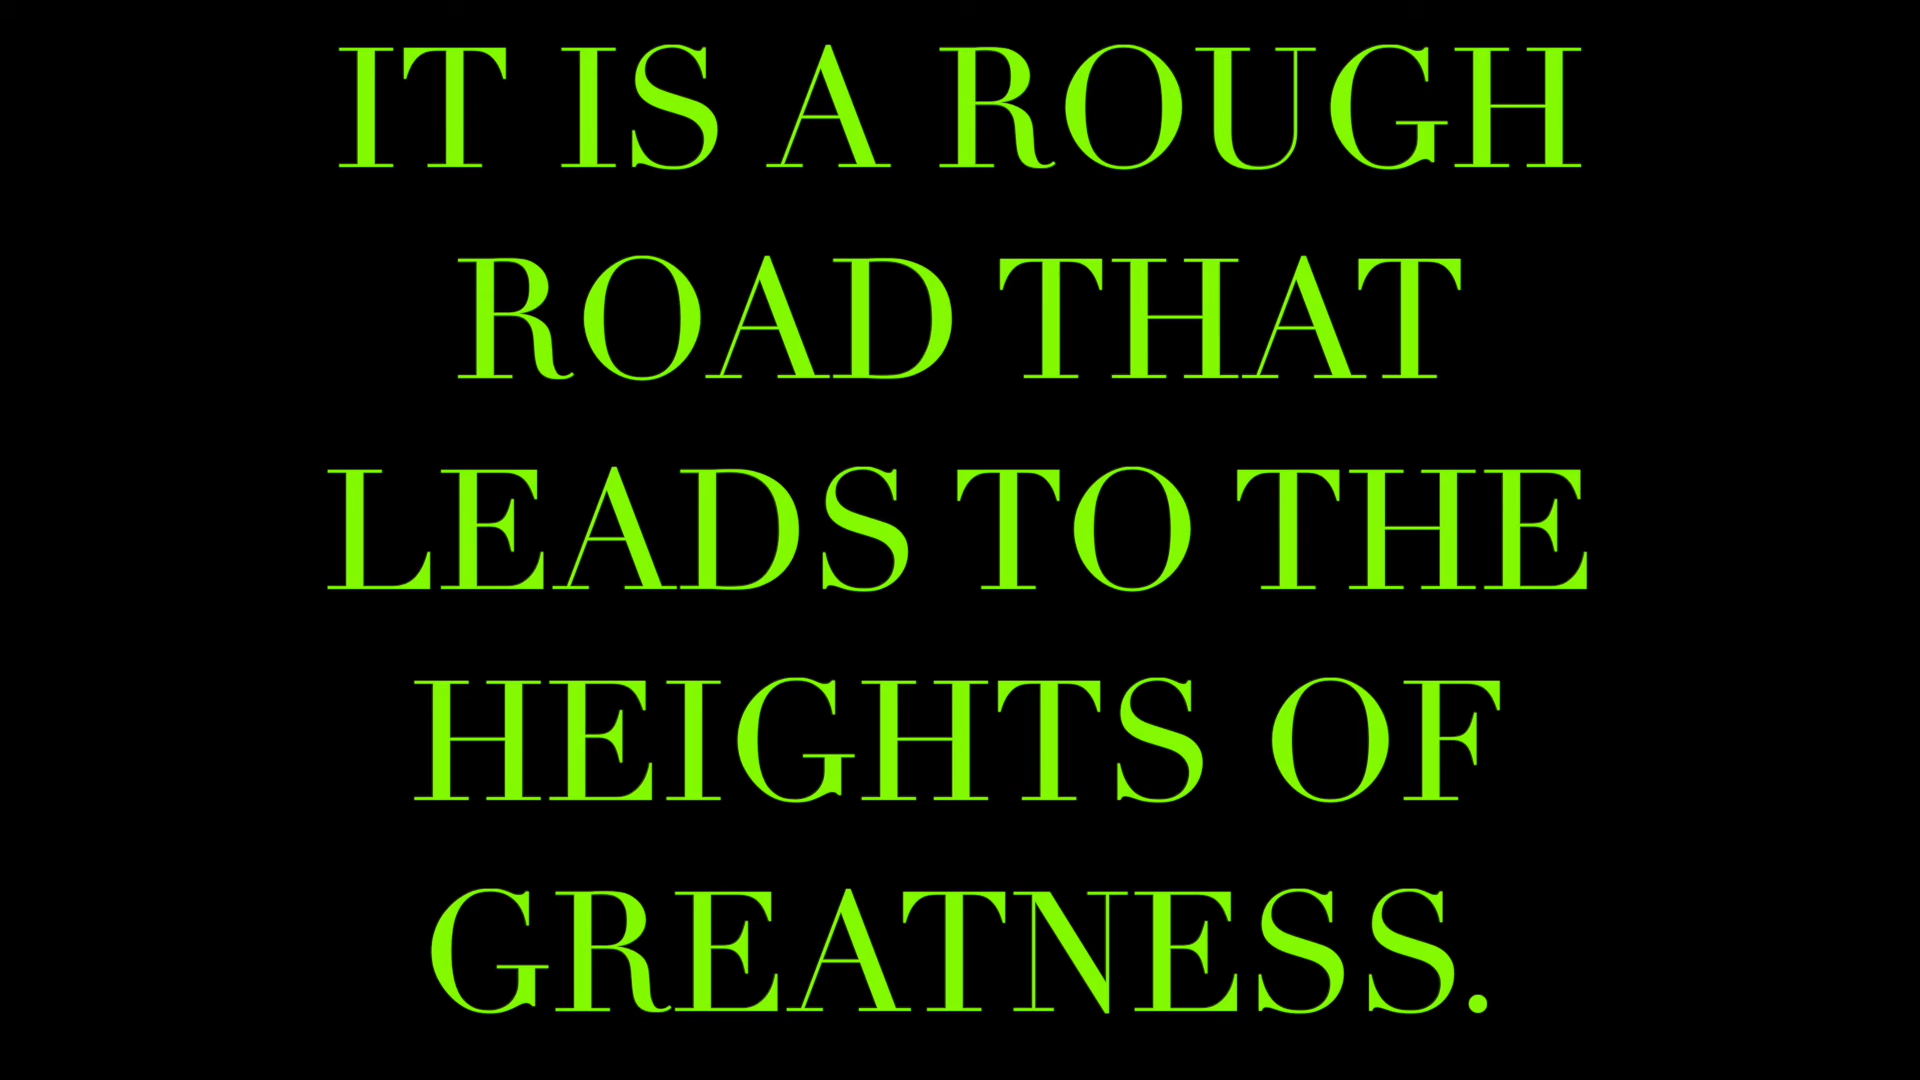 IT IS A ROUGH
ROAD THAT
LEADS TO THE
HEIGHTS OF
GREATNESS.